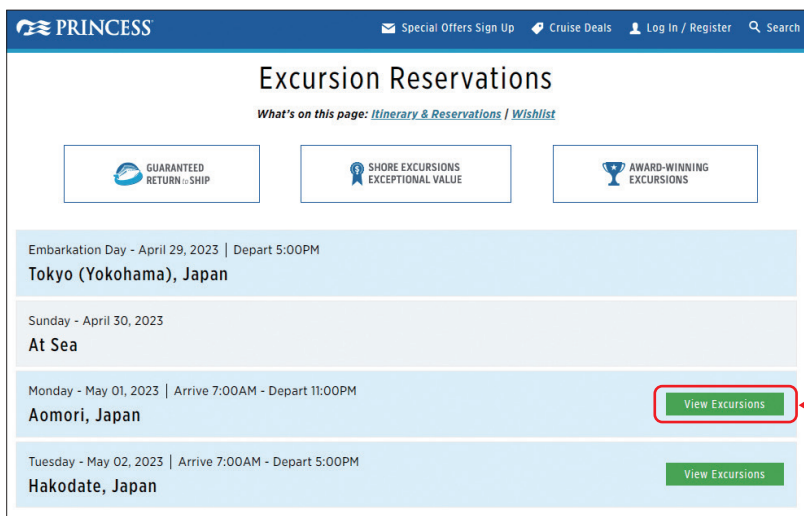 PRINCESS
Special Offers Sign Up Cruise Deals Log In / Register Search
Excursion Reservations
What's on this page: Itinerary & Reservations | Wishlist
GUARANTEED
RETURN to SHIP
SHORE EXCURSIONS
EXCEPTIONAL VALUE
AWARD-WINNING
EXCURSIONS
Embarkation Day - April 29, 2023 | Depart 5:00PM
Tokyo (Yokohama), Japan
Sunday - April 30, 2023
At Sea
Monday - May 01, 2023 | Arrive 7:00AM - Depart 11:00PM
Aomori, Japan
View Excursions
Tuesday - May 02, 2023 | Arrive 7:00AM - Depart 5:00PM
Hakodate, Japan
View Excursions